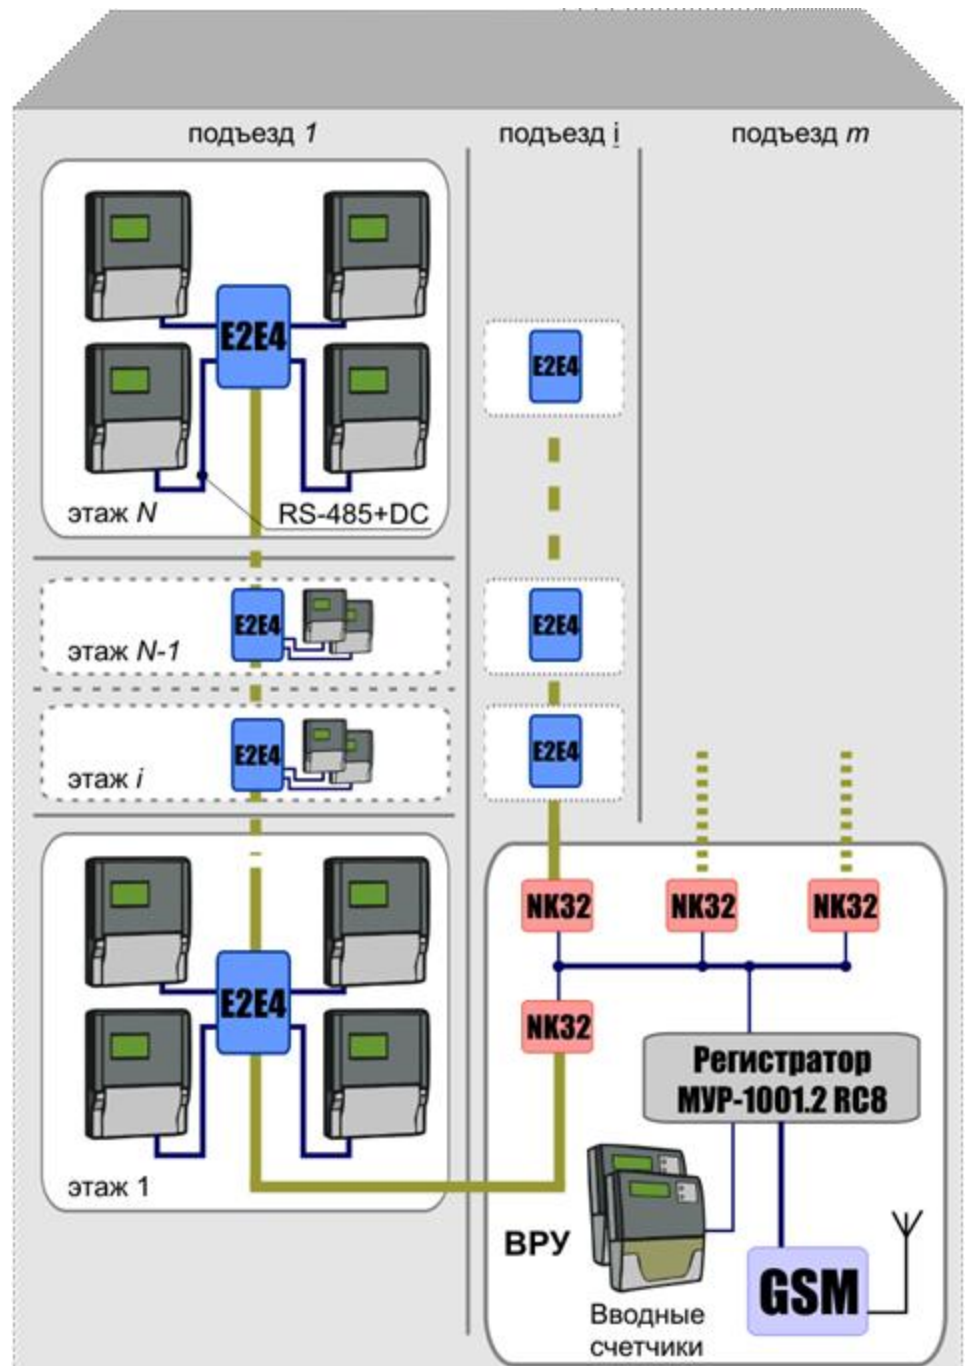 подъезд 1
подъезд i
подъезд m
E2E4
этаж N
RS-485+DC
E2E4
E2E4
этаж N-1
E2E4
E2E4
этаж i
E2E4
NK32
NK32
NK32
E2E4
NK32
Регистратор
МУР-1001.2 RC8
этаж 1
ВРУ
GSM
Вводные
счетчики